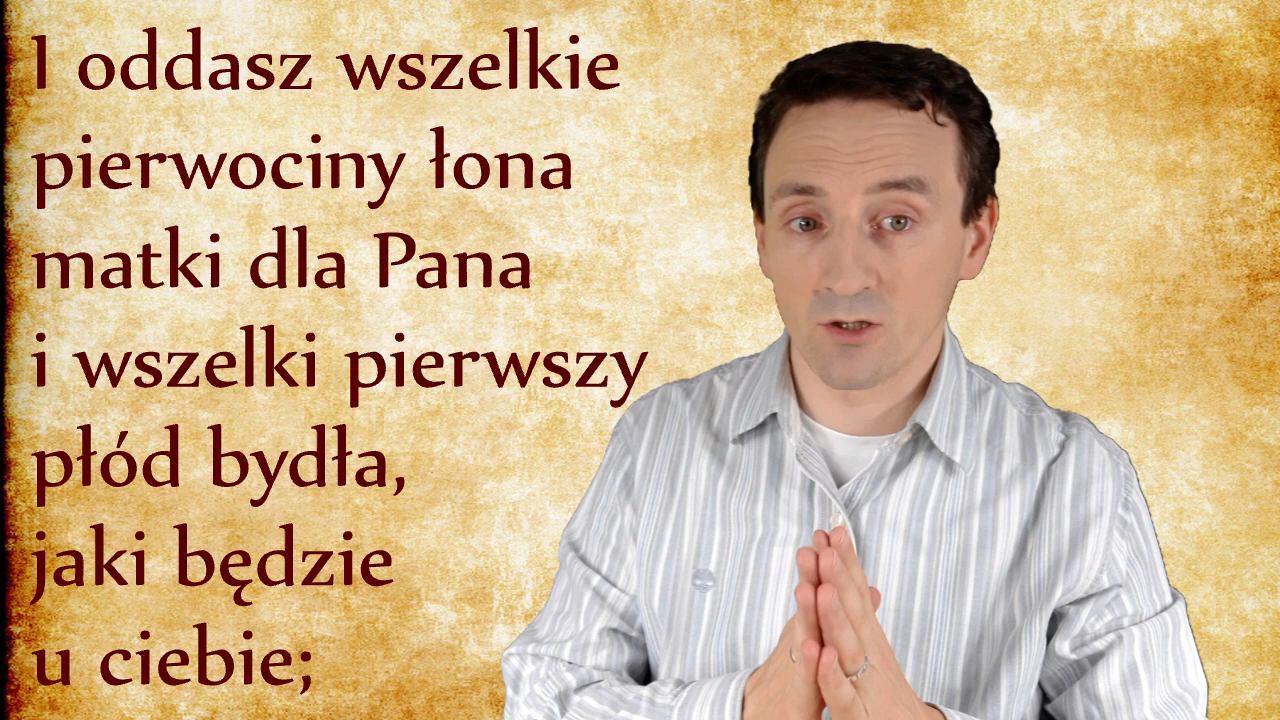 I oddasz wszelkie
pierwociny łona
matki dla Pana
i wszelki pierwszy
płód bydła,
jaki będzie
u ciebie;